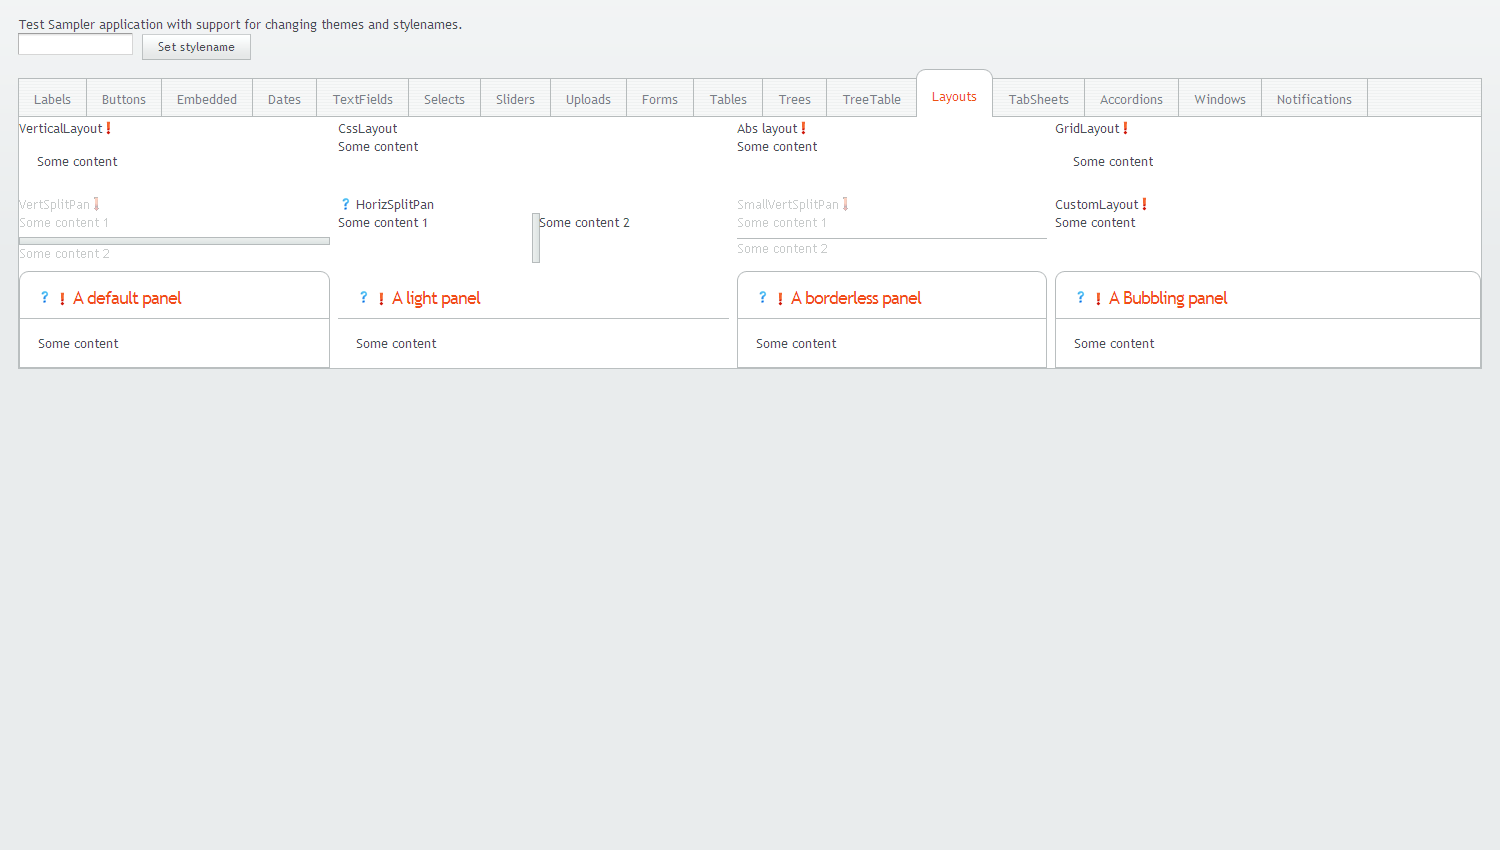 Test Sampler application with support for changing themes and stylenames.
Set stylename
Labels Buttons Embedded Dates TextFields Selects Sliders Uploads Forms Tables Trees TreeTable Layouts TabSheets Accordions Windows Notifications
VerticalLayout CssLayout Abs layout GridLayout
Some content Some content
Some content Some content
VertSplitPan HorizSplitPan SmallVertSplitPan CustomLayout
Some content 1 Some content 1 Some content 2 Some content 1 Some content
Some content 2 Some content 2
A default panel A light panel A borderless panel A Bubbling panel
Some content Some content Some content Some content